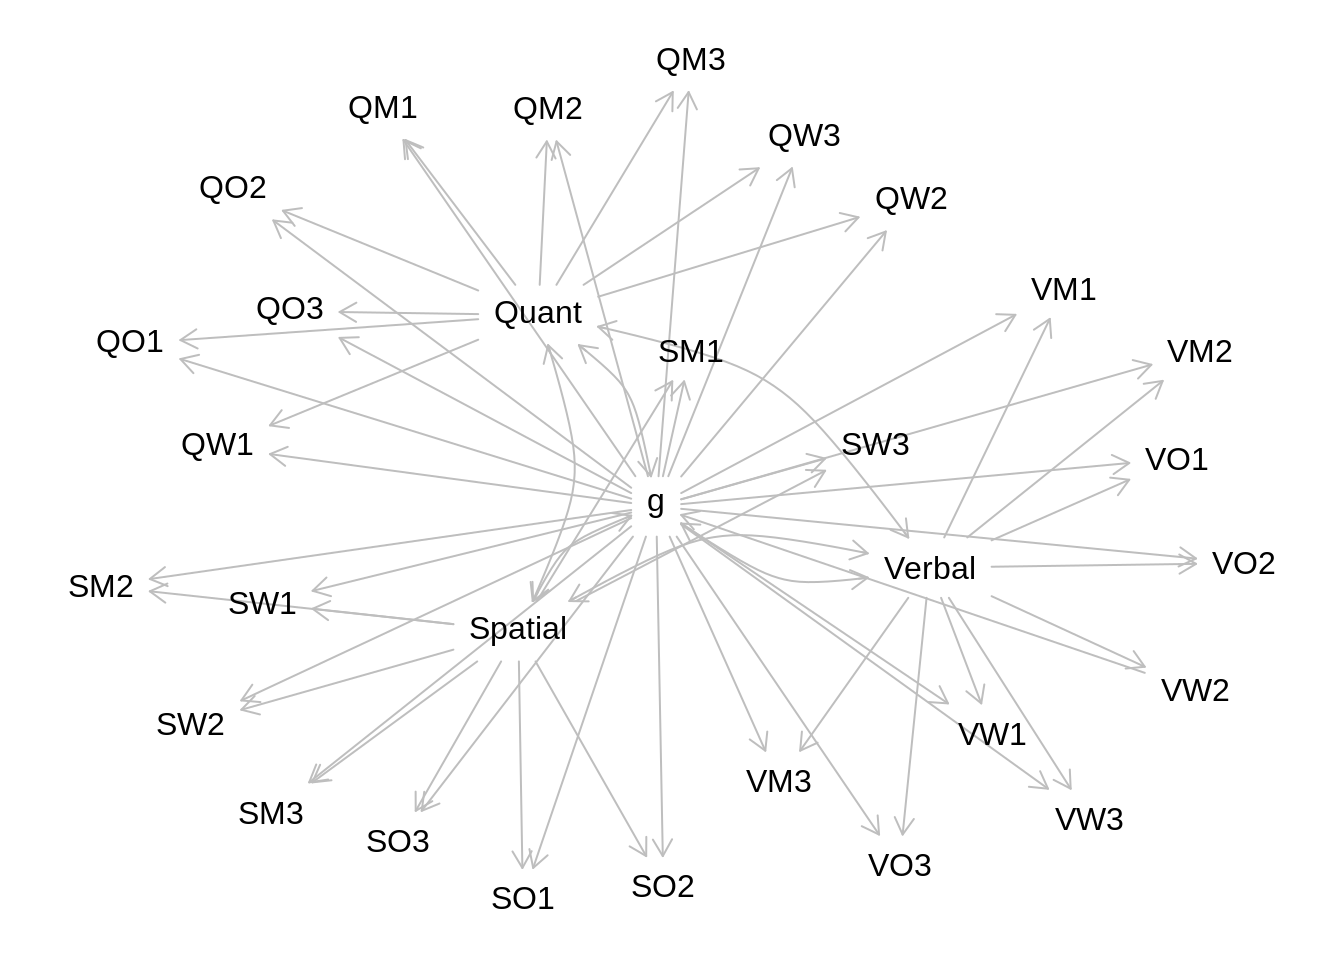 QM3
QM1
QM2
QW3
QO2
QW2
VM1
QO3
Quant
QO1
SM1
VM2
QW1
SW3
VO1
g
VO2
Verbal
SM2
SW1
Spatial
VW2
SW2
VW1
VM3
SM3
VW3
SO3
VO3
SO2
SO1